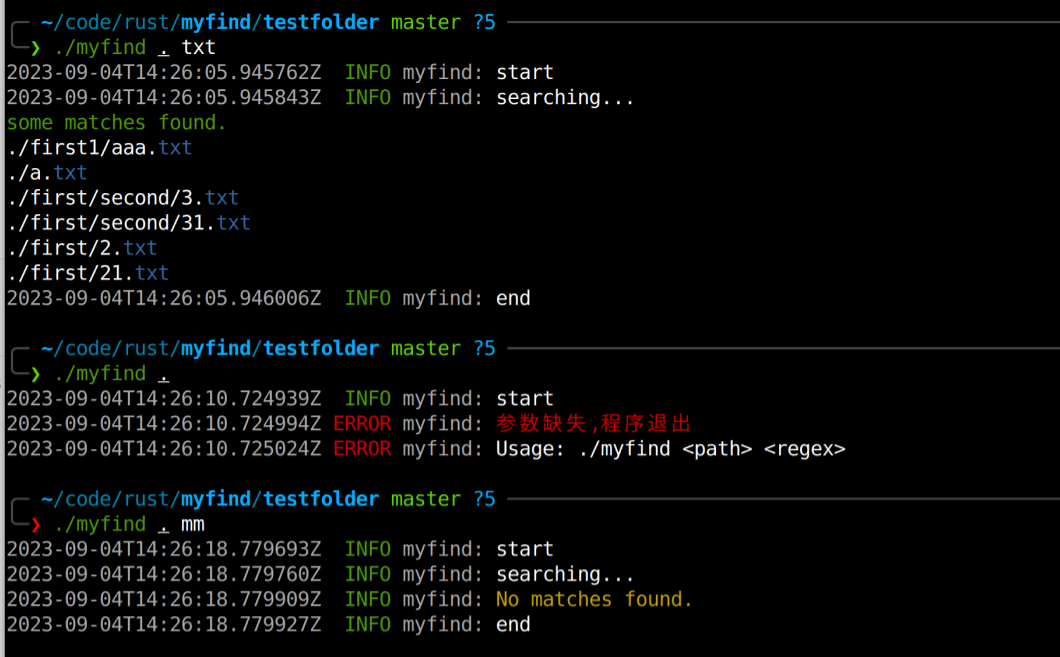 ~/code/rust/myfind/testfolder master ?5
❯ ./myfind . txt
2023-09-04T14:26:05.945762Z  INFO myfind: start
2023-09-04T14:26:05.945843Z  INFO myfind: searching...
some matches found.
./first1/aaa.txt
./a.txt
./first/second/3.txt
./first/second/31.txt
./first/2.txt
./first/21.txt
2023-09-04T14:26:05.946006Z  INFO myfind: end
~/code/rust/myfind/testfolder master ?5
❯ ./myfind .
2023-09-04T14:26:10.724939Z  INFO myfind: start
2023-09-04T14:26:10.724994Z ERROR myfind: 参数缺失,程序退出
2023-09-04T14:26:10.725024Z ERROR myfind: Usage: ./myfind <path> <regex>
~/code/rust/myfind/testfolder master ?5
❯ ./myfind . mm
2023-09-04T14:26:18.779693Z  INFO myfind: start
2023-09-04T14:26:18.779760Z  INFO myfind: searching...
2023-09-04T14:26:18.779909Z  INFO myfind: No matches found.
2023-09-04T14:26:18.779927Z  INFO myfind: end